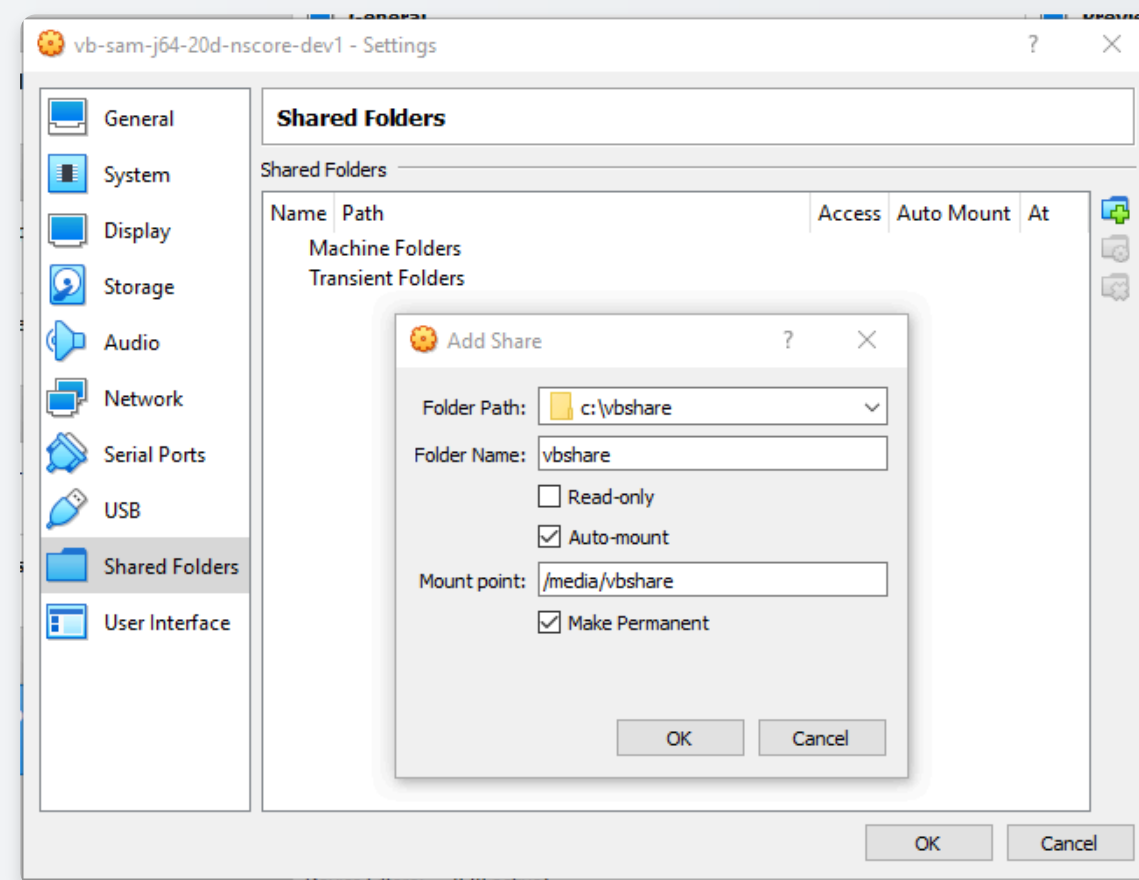 General
vb-sam-j64-20d-nscore-dev1 - Settings
?
General
System
Display
Storage
Audio
Network
Serial Ports
USB
Shared Folders
User Interface
Shared Folders
Shared Folders
Name Path Access Auto Mount At
Machine Folders
Transient Folders
Add Share ?
Folder Path: c:\vbshare
Folder Name: vbshare
Read-only
Auto-mount
Mount point: /media/vbshare
Make Permanent
OK Cancel
OK Cancel